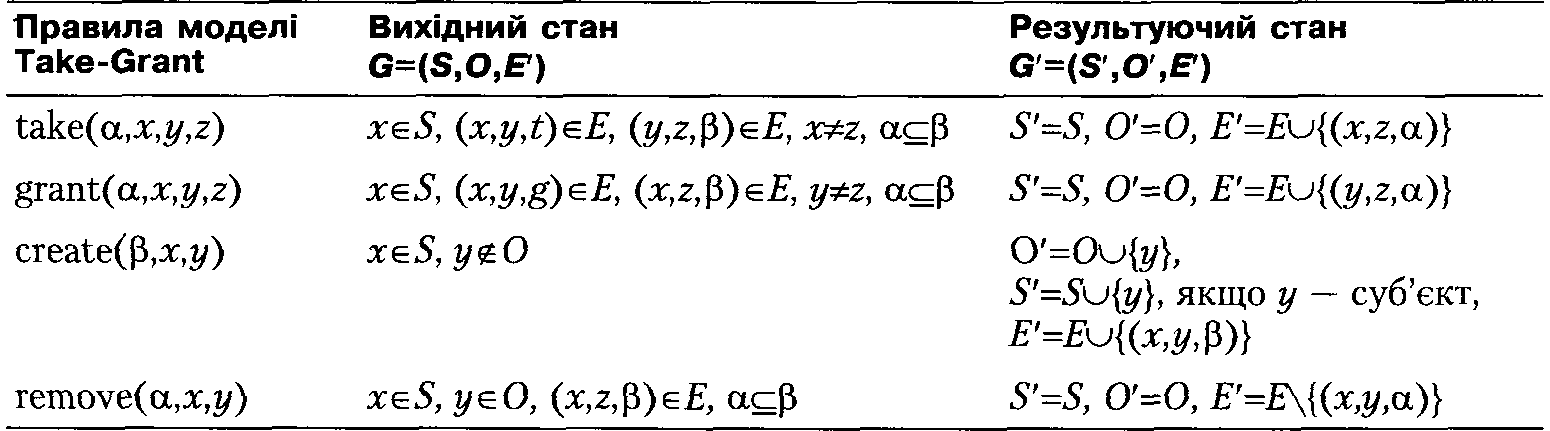 Правила моделі Вихідний стан Результуючий стан
Take-Grant G=(S,O,E′) G′=(S′,O′,E′)
take(α,x,y,z) x∈S, (x,y,t)∈E, (y,z,β)∈E, x≠z, α⊆β S′=S, O′=O, E′=E∪{(x,z,α)}
grant(α,x,y,z) x∈S, (x,y,g)∈E, (x,z,β)∈E, y≠z, α⊆β S′=S, O′=O, E′=E∪{(y,z,α)}
create(β,x,y) x∈S, y∉O O′=O∪{y},
S′=S∪{y}, якщо y — суб’єкт,
E′=E∪{(x,y,β)}
remove(α,x,y) x∈S, y∈O, (x,z,β)∈E, α⊆β S′=S, O′=O, E′=E\{(x,y,α)}